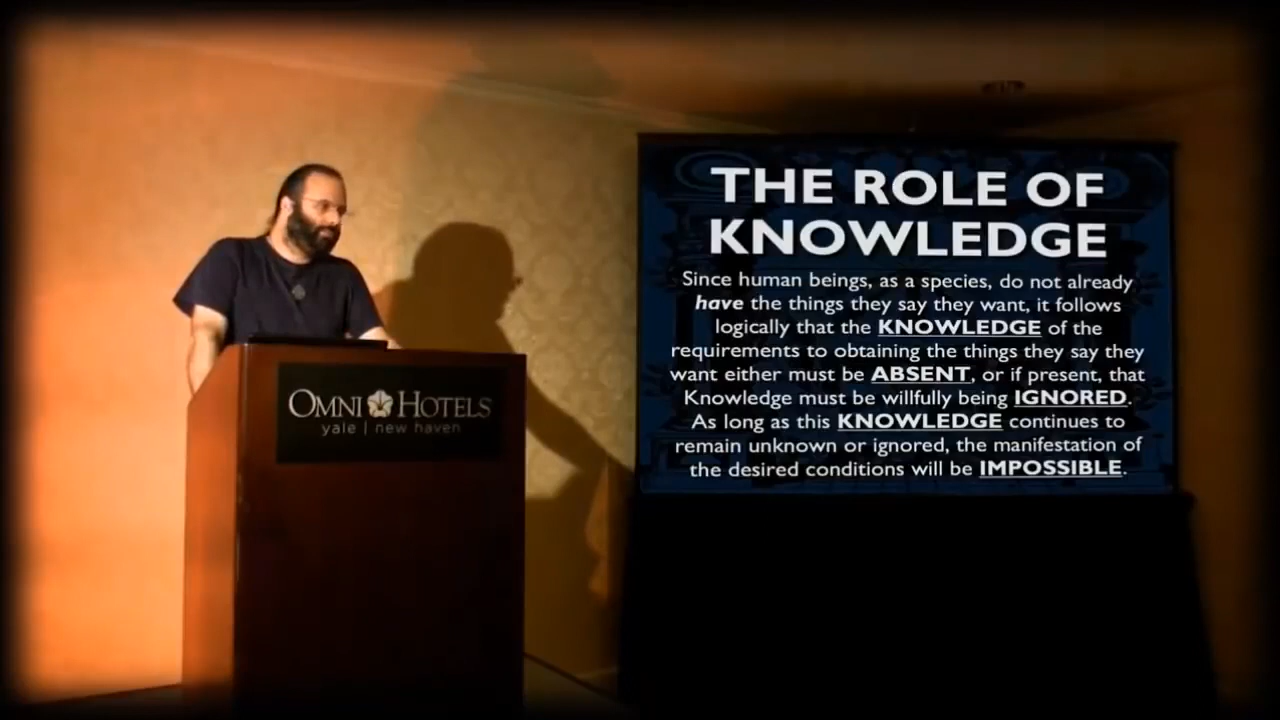 OMNI HOTELS
yale | new haven
THE ROLE OF
KNOWLEDGE
Since human beings, as a species, do not already
have the things they say they want, it follows
logically that the KNOWLEDGE of the
requirements to obtaining the things they say they
want either must be ABSENT, or if present, that
Knowledge must be willfully being IGNORED.
As long as this KNOWLEDGE continues to
remain unknown or ignored, the manifestation of
the desired conditions will be IMPOSSIBLE.